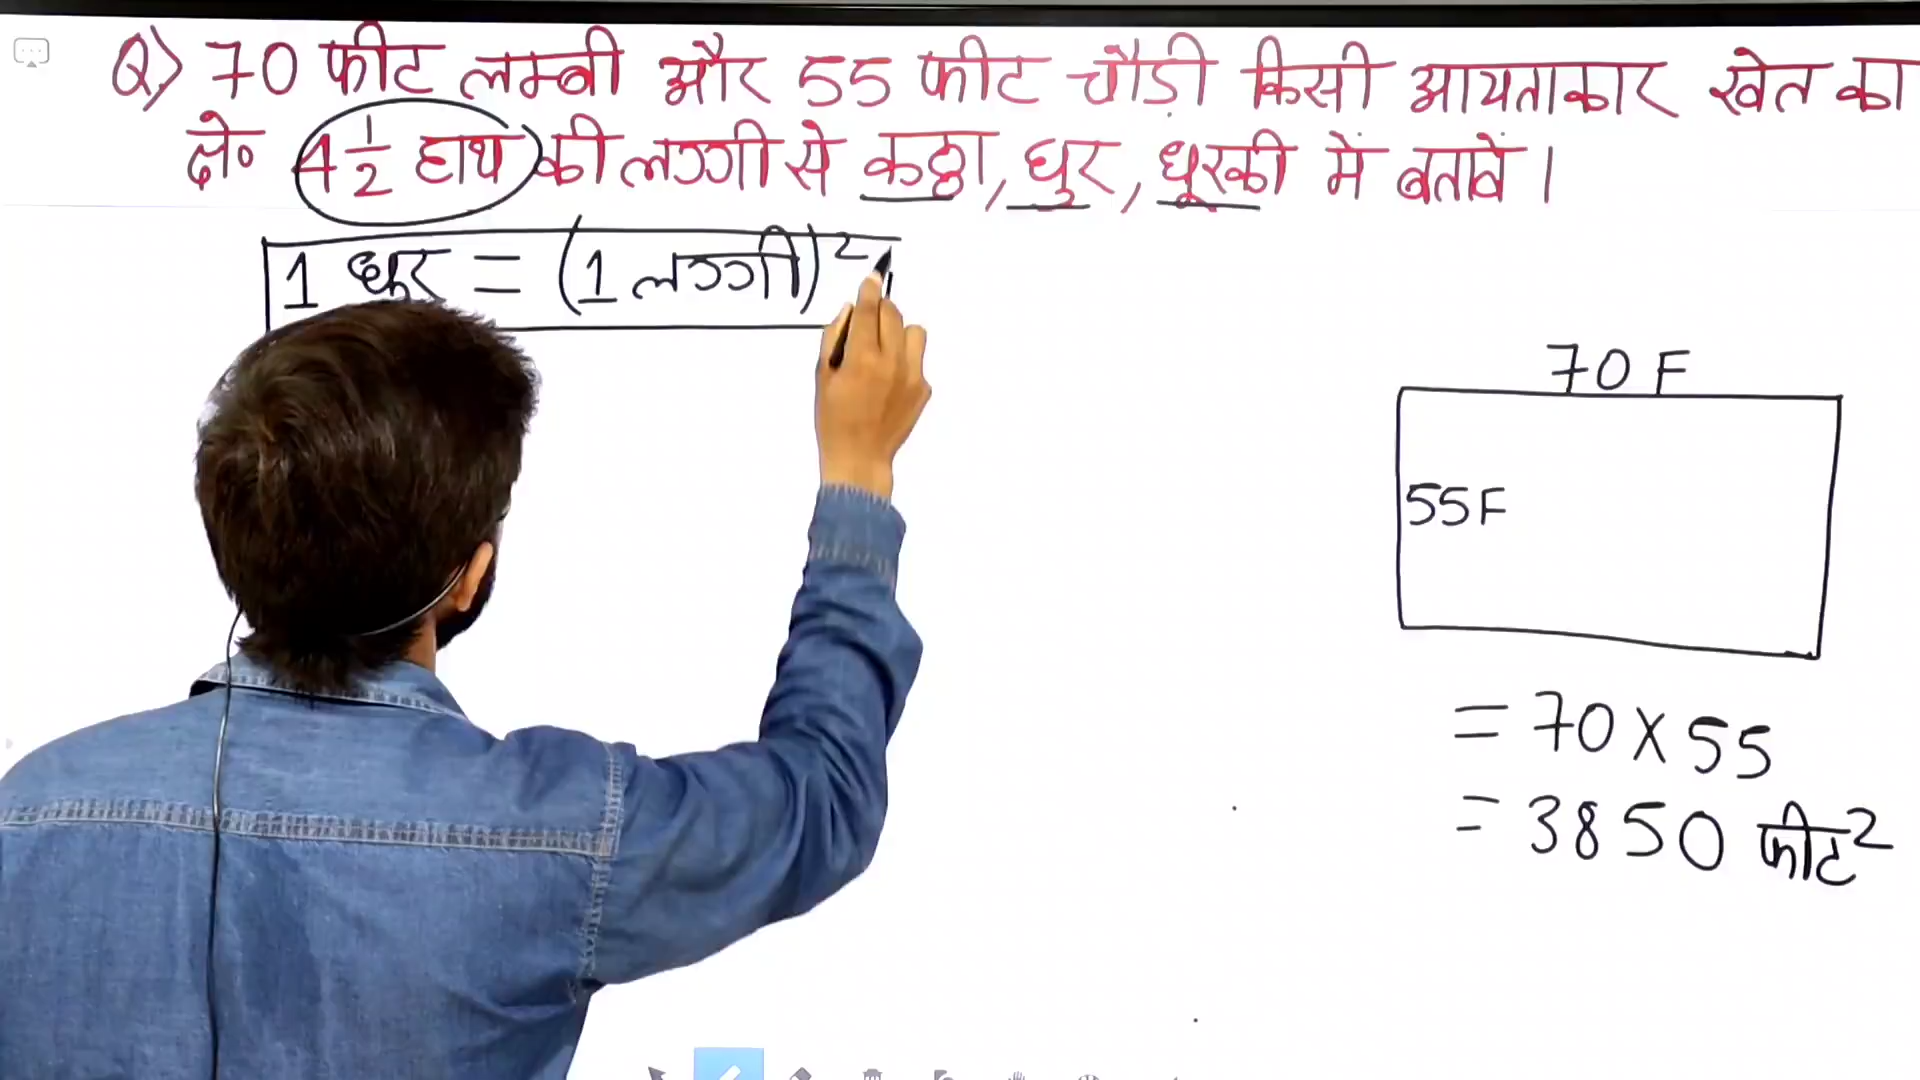 Q) 70 फीट लम्बी और 55 फीट चौड़ी किसी आयताकार खेत का
क्षे० 4 1/2 हाथ की लग्गी से कट्ठा, धुर, धूरकी में बतावें।
1 धुर = (1 लग्गी)²
70 F
55F
= 70 X 55
= 3850 फीट²